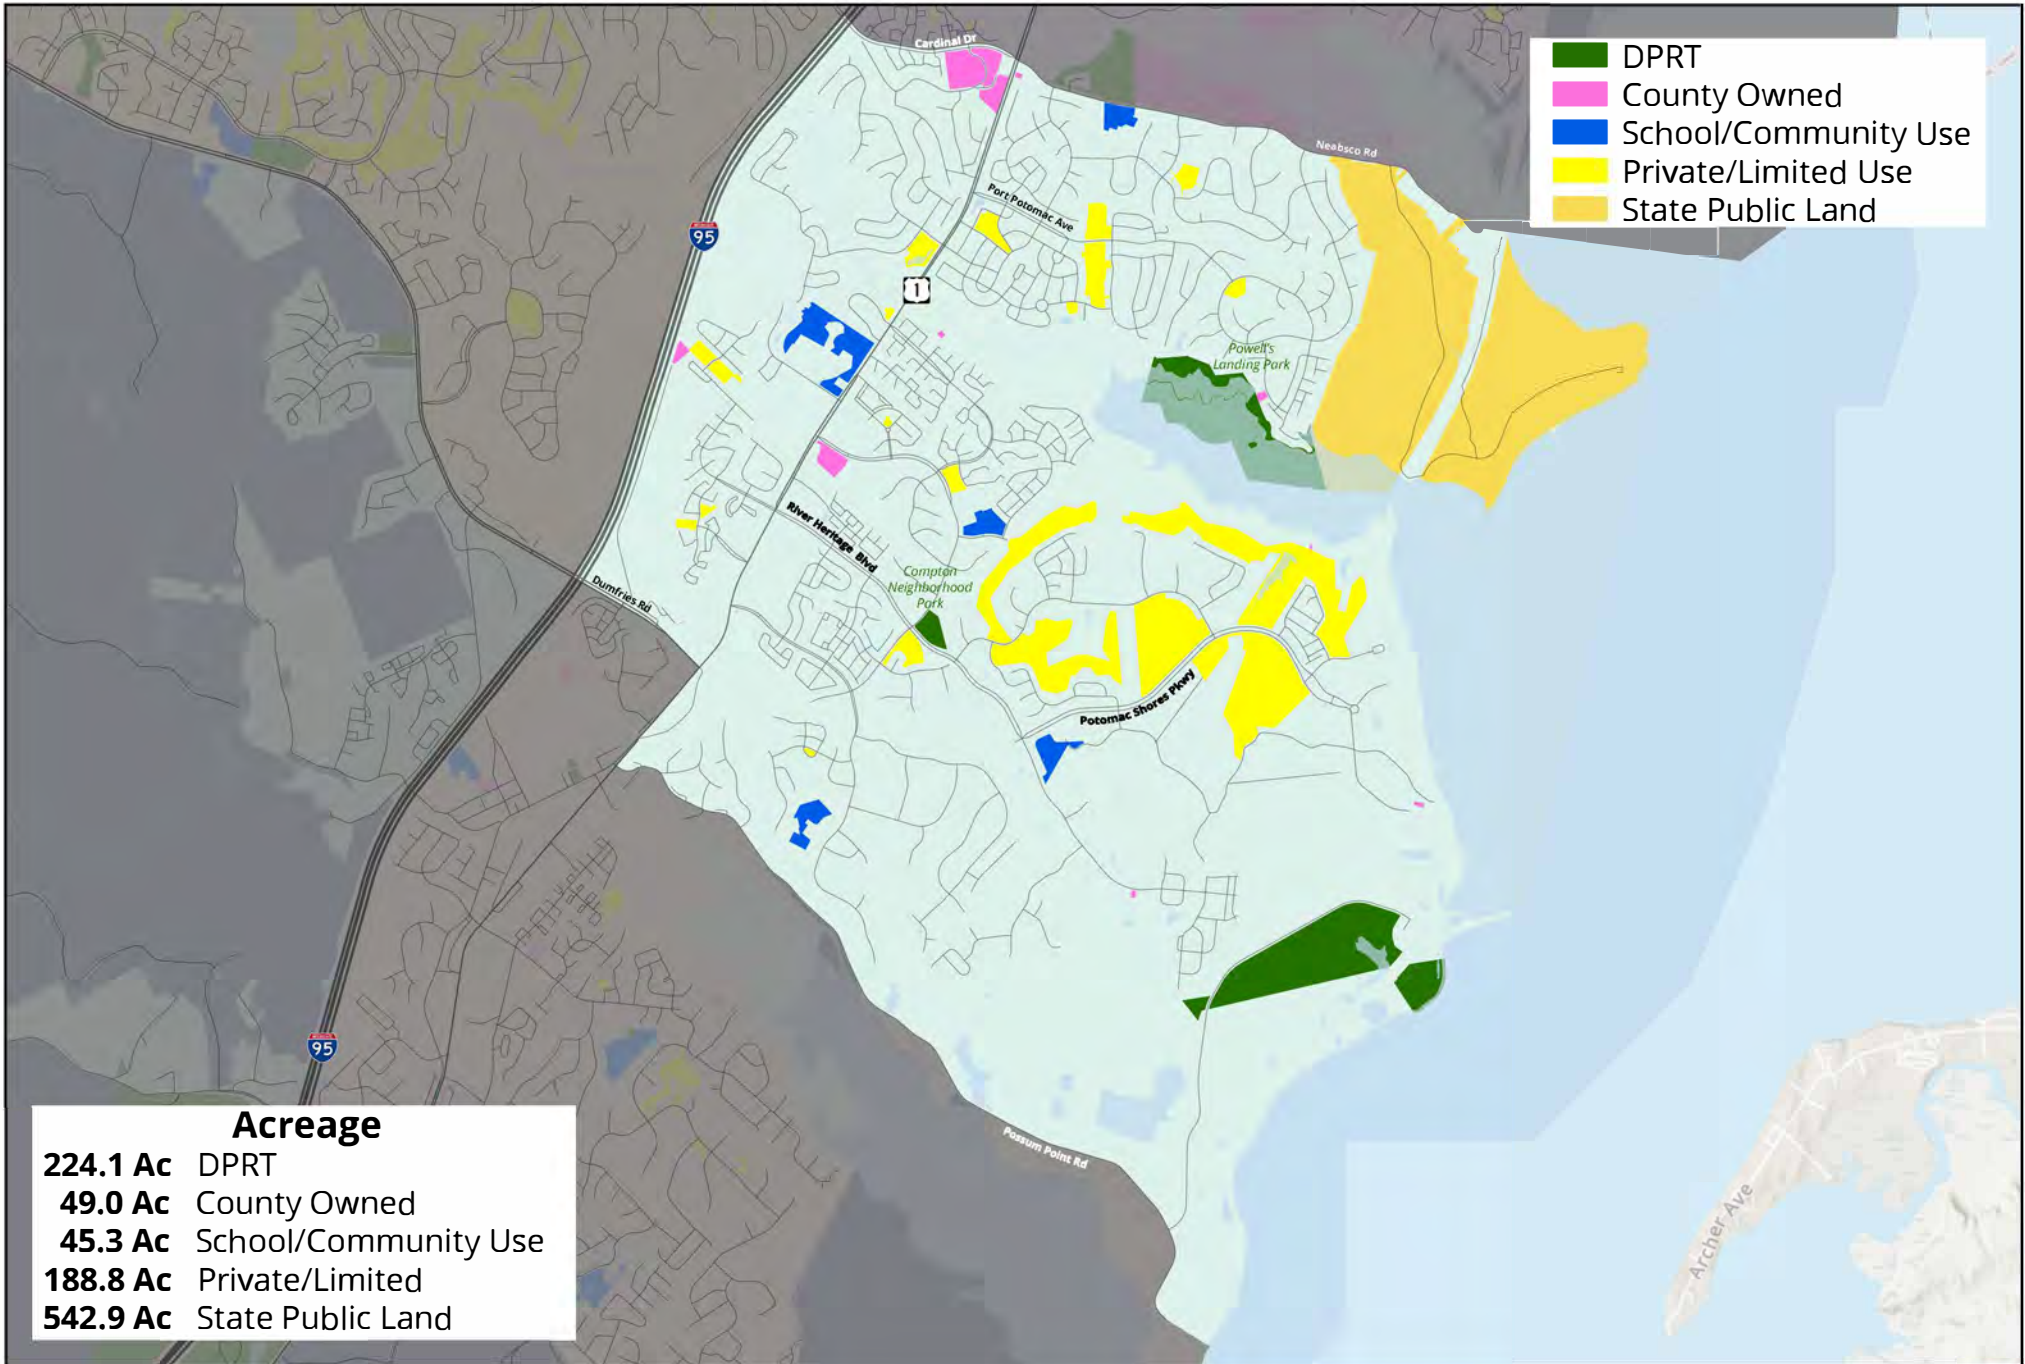 Cardinal Dr
Neabsco Rd
DPRT
County Owned
School/Community Use
Private/Limited Use
State Public Land
Port Potomac Ave
95
1
Powell's
Landing Park
River Heritage Blvd
Compton
Neighborhood
Park
Dumfries Rd
Potomac Shores Pkwy
95
Possum Point Rd
Archer Ave
Acreage
224.1 Ac DPRT
49.0 Ac County Owned
45.3 Ac School/Community Use
188.8 Ac Private/Limited
542.9 Ac State Public Land